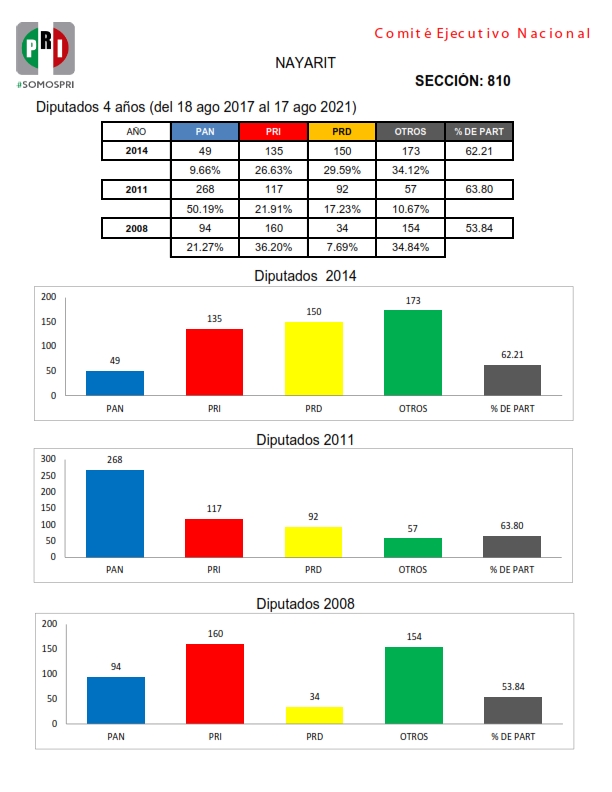 Comité Ejecutivo Nacional
PRI
#SOMOSPRI
NAYARIT
SECCIÓN: 810
Diputados 4 años (del 18 ago 2017 al 17 ago 2021)
AÑO PAN PRI PRD OTROS % DE PART
2014 49 135 150 173 62.21
9.66% 26.63% 29.59% 34.12%
2011 268 117 92 57 63.80
50.19% 21.91% 17.23% 10.67%
2008 94 160 34 154 53.84
21.27% 36.20% 7.69% 34.84%
Diputados 2014
200
150
100
50
0
49 135 150 173 62.21
PAN PRI PRD OTROS % DE PART
Diputados 2011
300
250
200
150
100
50
0
268 117 92 57 63.80
PAN PRI PRD OTROS % DE PART
Diputados 2008
200
150
100
50
0
94 160 34 154 53.84
PAN PRI PRD OTROS % DE PART